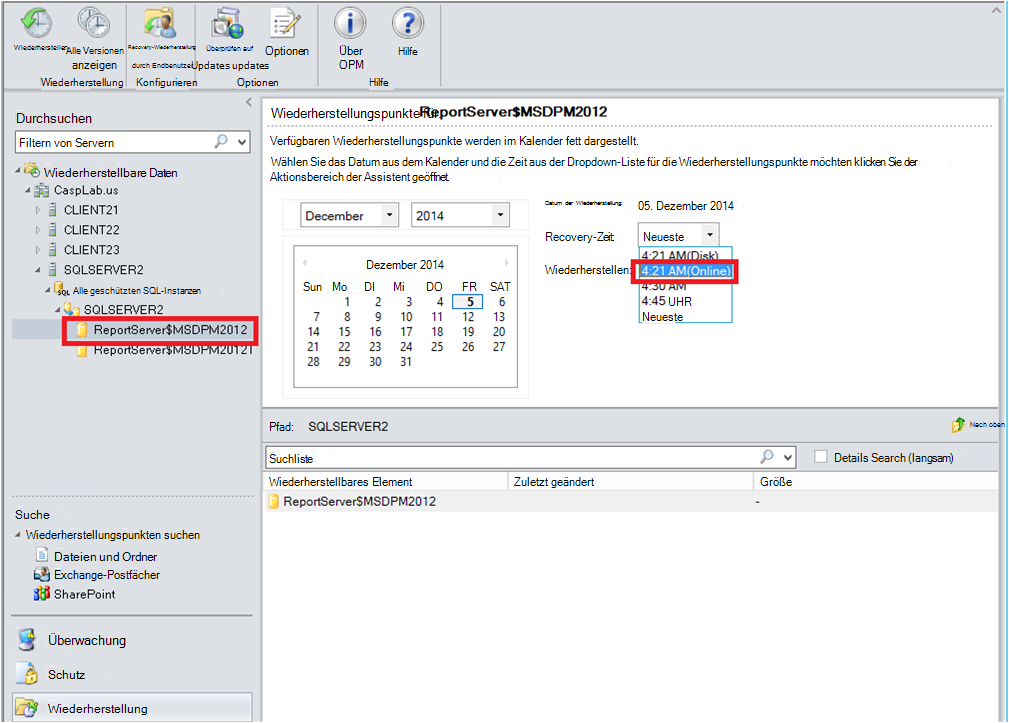 Wiederherstellen
Alle Versionen
anzeigen
Wiederherstellung
Recovery-Wiederherstellung
durch Endbenutzer
Konfigurieren
Überprüfen auf
Updates updates
Optionen
Optionen
Über
OPM
Hilfe
Hilfe
Durchsuchen
Filtern von Servern
Wiederherstellbare Daten
CaspLab.us
CLIENT21
CLIENT22
CLIENT23
SQLSERVER2
Alle geschützten SQL-Instanzen
SQLSERVER2
ReportServer$MSDPM2012
ReportServer$MSDPM2012T
Suche
Wiederherstellungspunkten suchen
Dateien und Ordner
Exchange-Postfächer
SharePoint
Überwachung
Schutz
Wiederherstellung
Wiederherstellungspunkte für ReportServer$MSDPM2012
Verfügbaren Wiederherstellungspunkte werden im Kalender fett dargestellt.
Wählen Sie das Datum aus dem Kalender und die Zeit aus der Dropdown-Liste für die Wiederherstellungspunkte möchten klicken Sie der
Aktionsbereich der Assistent geöffnet.
December 2014
Dezember 2014
Sun Mo DI Mi DO FR SAT
1 2 3 4 5 6
7 8 9 10 11 12 13
14 15 16 17 18 19 20
21 22 23 24 25 26 27
28 29 30 31
Datum der Wiederherstellung: 05. Dezember 2014
Recovery-Zeit: Neueste
4:21 AM(Disk)
Wiederherstellen: 4:21 AM(Online)
4:30 AM
4:45 UHR
Neueste
Pfad: SQLSERVER2
Nach oben
Suchliste
Details Search (langsam)
Wiederherstellbares Element Zuletzt geändert Größe
ReportServer$MSDPM2012 -